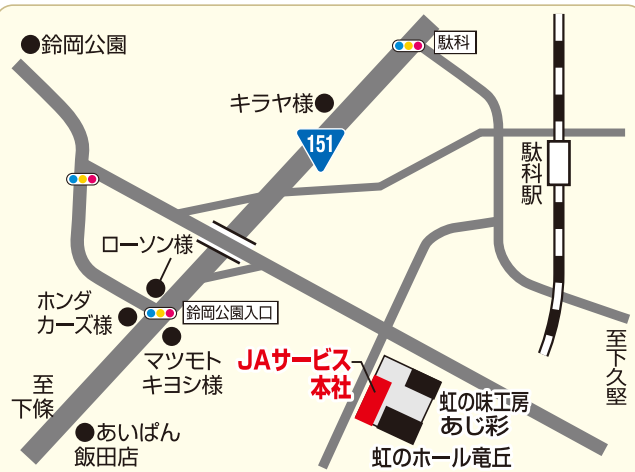 鈴岡公園
駄科
キラヤ様
151
駄科駅
ローソン様
ホンダ
カーズ様
鈴岡公園入口
マツモト
キヨシ様
至
下條
JAサービス
本社
至下久堅
虹の味工房
あじ彩
あいぱん
飯田店
虹のホール竜丘